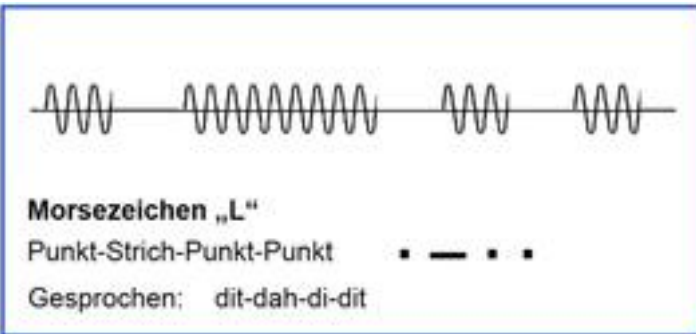 Morsezeichen „L“
Punkt-Strich-Punkt-Punkt
Gesprochen: dit-dah-di-dit